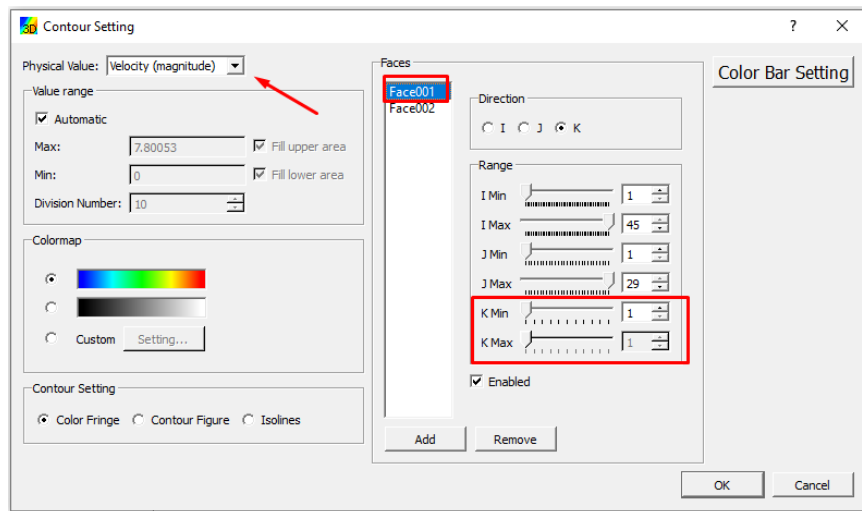 3D Contour Setting
?
Physical Value: Velocity (magnitude)
Value range
Automatic
Max: 7.80053 Fill upper area
Min: 0 Fill lower area
Division Number: 10
Colormap
Custom Setting...
Contour Setting
Color Fringe Contour Figure Isolines
Faces
Face001
Face002
Direction
I J K
Range
I Min 1
I Max 45
J Min 1
J Max 29
K Min 1
K Max 1
Enabled
Add Remove
Color Bar Setting
OK Cancel